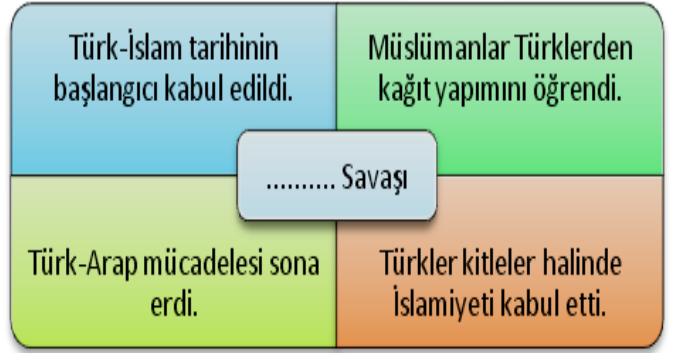 Türk-İslam tarihinin
başlangıcı kabul edildi.
Müslümanlar Türklerden
kağıt yapımını öğrendi.
.......... Savaşı
Türk-Arap mücadelesi sona
erdi.
Türkler kitleler halinde
İslamiyeti kabul etti.